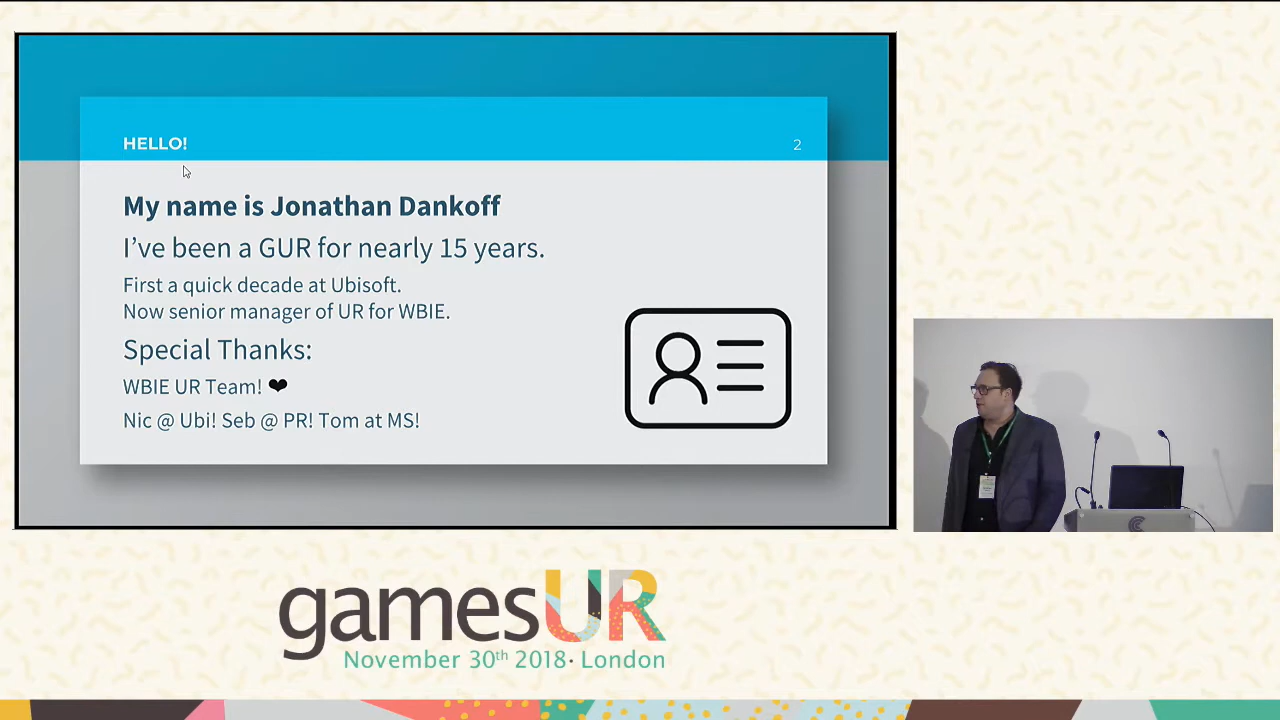 HELLO!
2
My name is Jonathan Dankoff
I’ve been a GUR for nearly 15 years.
First a quick decade at Ubisoft.
Now senior manager of UR for WBIE.
Special Thanks:
WBIE UR Team! ❤
Nic @ Ubi! Seb @ PR! Tom at MS!
gamesUR
November 30th 2018· London